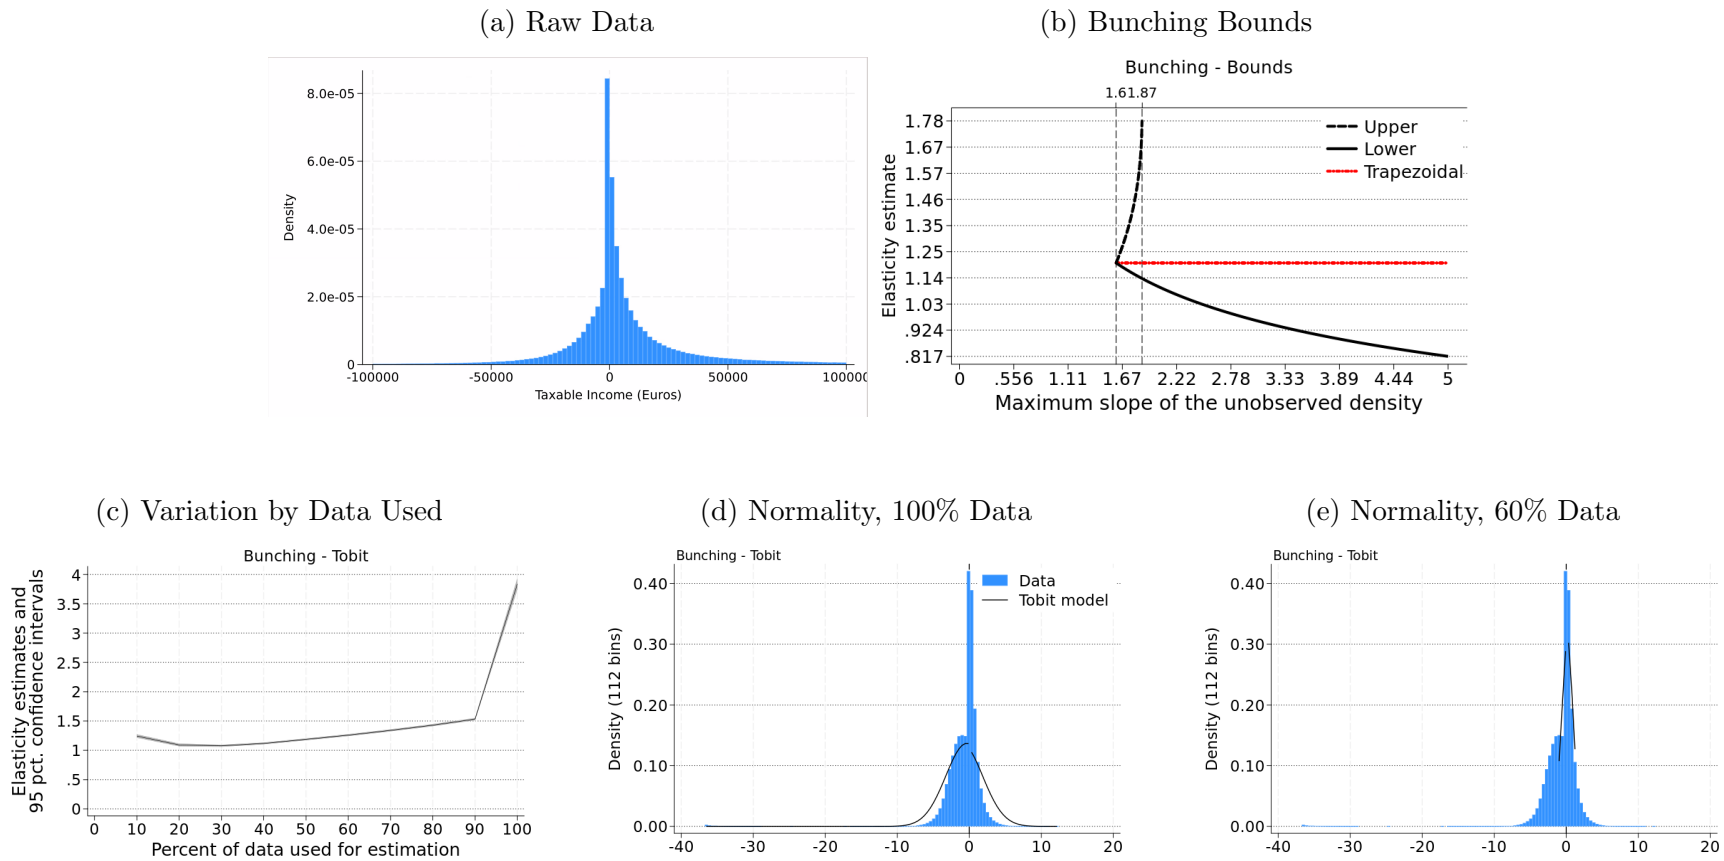 (a) Raw Data
8.0e-05
6.0e-05
4.0e-05
2.0e-05
0
Density
-100000
-50000
0
50000
100000
Taxable Income (Euros)
(b) Bunching Bounds
Bunching - Bounds
1.61.87
1.78
1.67
1.57
1.46
1.35
1.25
1.14
1.03
.924
.817
Elasticity estimate
Upper
Lower
Trapezoidal
0
.556
1.11
1.67
2.22
2.78
3.33
3.89
4.44
5
Maximum slope of the unobserved density
(c) Variation by Data Used
Bunching - Tobit
4
3.5
3
2.5
2
1.5
1
.5
0
Elasticity estimates and
95 pct. confidence intervals
0
10
20
30
40
50
60
70
80
90
100
Percent of data used for estimation
(d) Normality, 100% Data
Bunching - Tobit
Data
Tobit model
0.40
0.30
0.20
0.10
0.00
Density (112 bins)
-40
-30
-20
-10
0
10
20
(e) Normality, 60% Data
Bunching - Tobit
0.40
0.30
0.20
0.10
0.00
Density (112 bins)
-40
-30
-20
-10
0
10
20